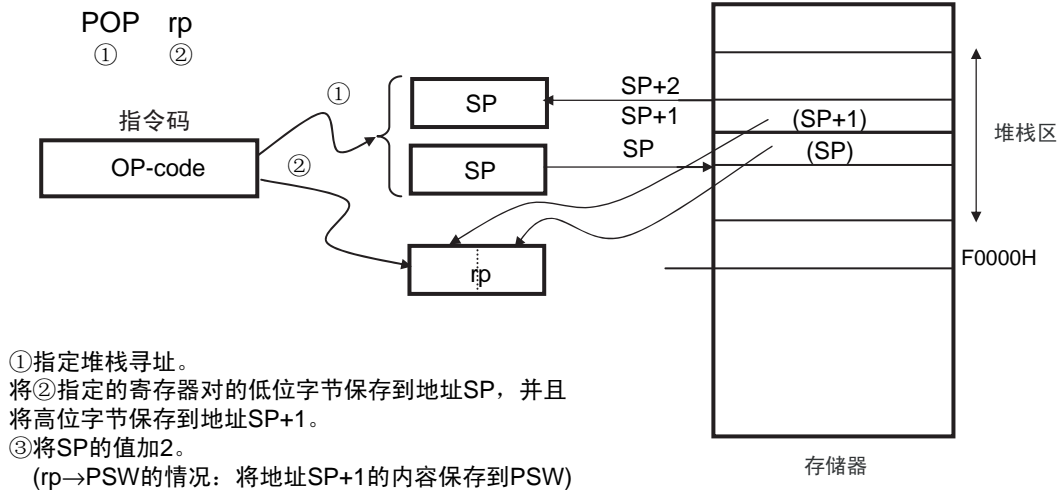 POP rp
① ②
指令码
OP-code
①
②
SP
SP
rp
SP+2
SP+1
SP
(SP+1)
(SP)
堆栈区
F0000H
存储器
①指定堆栈寻址。
将②指定的寄存器对的低位字节保存到地址SP，并且
将高位字节保存到地址SP+1。
③将SP的值加2。
(rp→PSW的情况：将地址SP+1的内容保存到PSW)